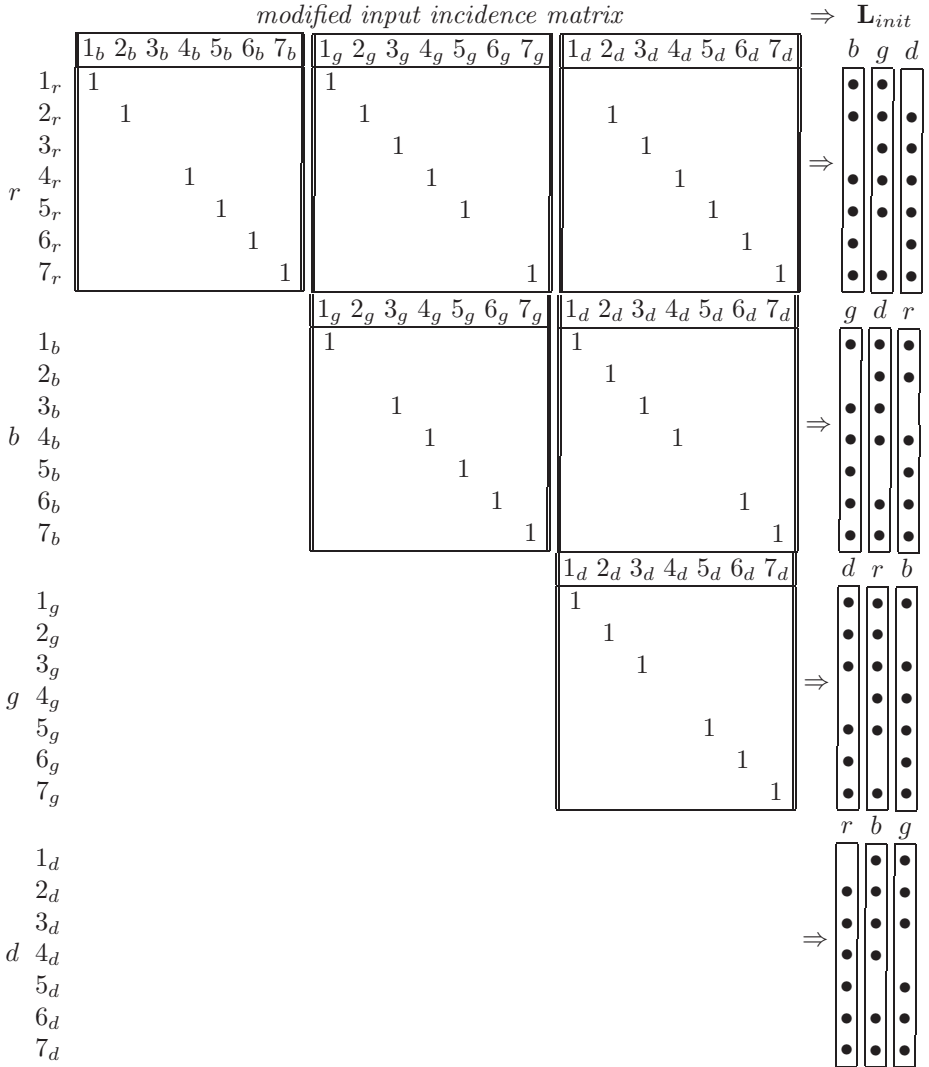 modified input incidence matrix ⇒ L_init
1_b 2_b 3_b 4_b 5_b 6_b 7_b 1_g 2_g 3_g 4_g 5_g 6_g 7_g 1_d 2_d 3_d 4_d 5_d 6_d 7_d b g d
1_r 1 1 ● ●
2_r 1 1 1 ● ● ●
3_r 1 1 ● ●
⇒
4_r 1 1 1 ● ● ●
r
5_r 1 1 1 ● ● ●
6_r 1 1 ● ●
7_r 1 1 1 ● ● ●
1_g 2_g 3_g 4_g 5_g 6_g 7_g 1_d 2_d 3_d 4_d 5_d 6_d 7_d g d r
1_b 1 1 ● ● ●
2_b 1 ● ●
3_b 1 1 ● ●
⇒
b 4_b 1 1 ● ● ●
5_b 1 ● ●
6_b 1 1 ● ● ●
7_b 1 1 ● ● ●
1_d 2_d 3_d 4_d 5_d 6_d 7_d d r b
1_g 1 ● ● ●
2_g 1 ● ●
3_g 1 ● ● ●
⇒
g 4_g ● ●
5_g 1 ● ● ●
6_g 1 ● ●
7_g 1 ● ● ●
r b g
1_d ● ●
2_d ● ● ●
3_d ● ● ●
⇒
d 4_d ● ●
5_d ● ●
6_d ● ● ●
7_d ● ● ●